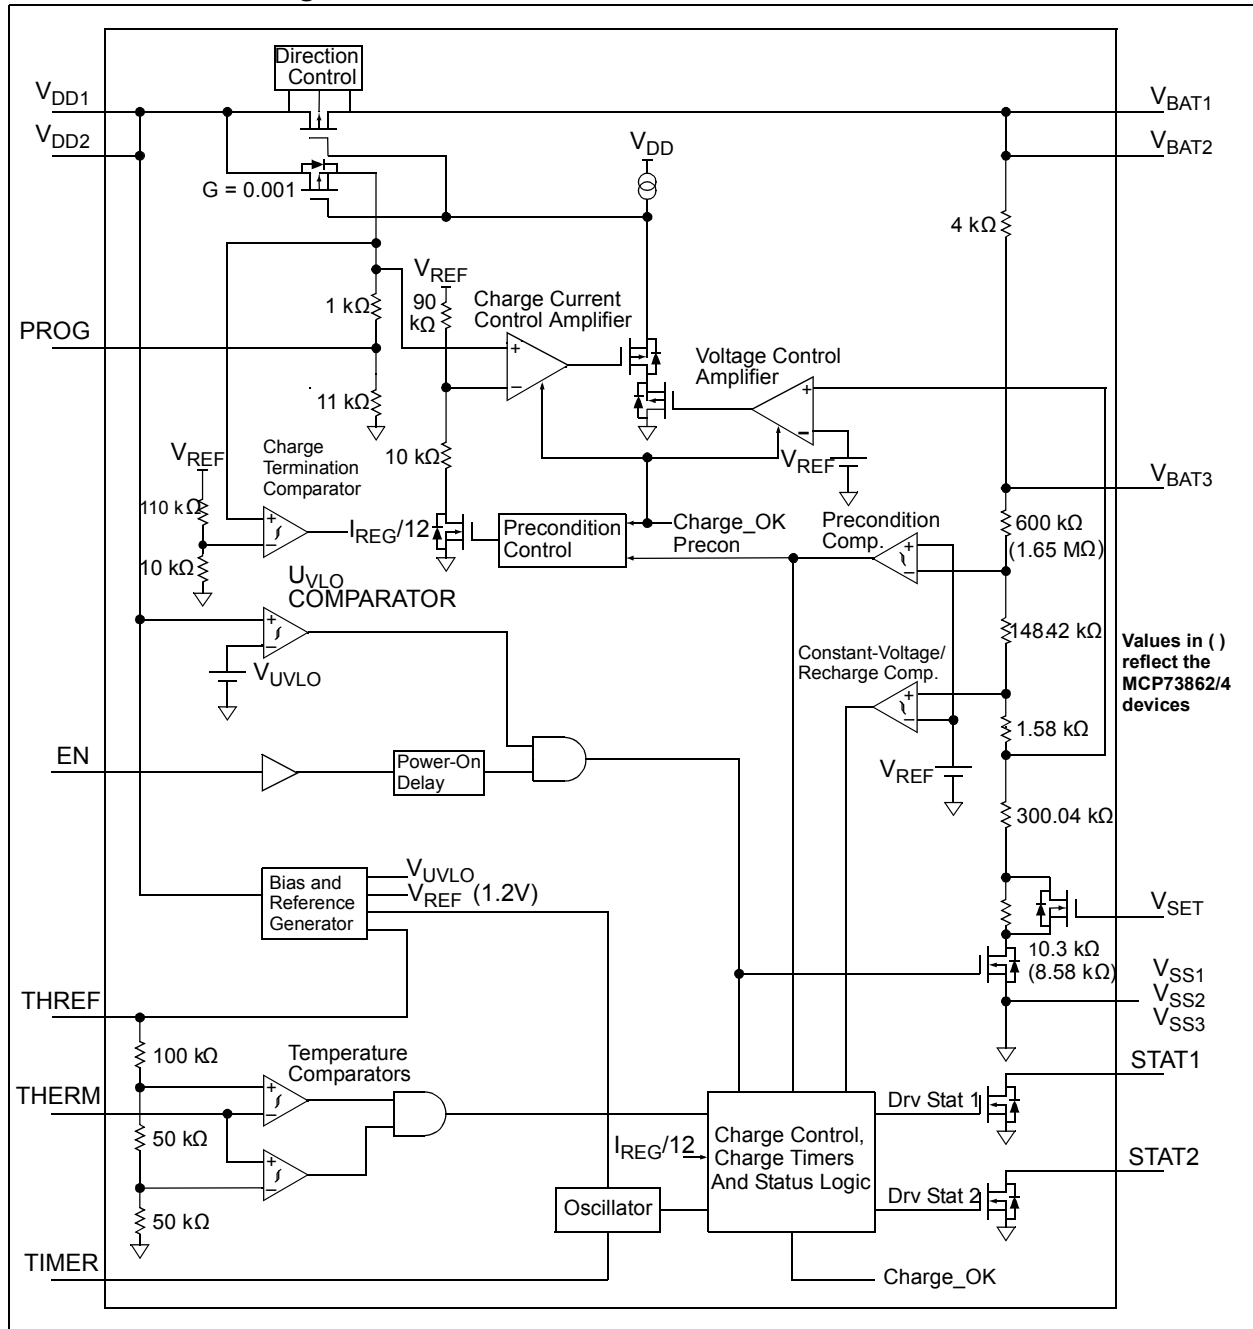 Direction
Control
VDD1
VDD2
VBAT1
VBAT2
VDD
G = 0.001
4 kΩ
VREF
90
kΩ
Charge Current
Control Amplifier
1 kΩ
PROG
+
−
Voltage Control
Amplifier
+
−
11 kΩ
VREF
Charge
Termination
Comparator
10 kΩ
VREF
VBAT3
110 kΩ
+
−
IREG/12
Precondition
Control
Charge_OK
Precon
Precondition
Comp.
+
−
600 kΩ
(1.65 MΩ)
10 kΩ
UVLO
COMPARATOR
+
−
VUVLO
148.42 kΩ
Constant-Voltage/
Recharge Comp.
+
−
Values in ( )
reflect the
MCP73862/4
devices
1.58 kΩ
EN
Power-On
Delay
VREF
300.04 kΩ
Bias and
Reference
Generator
VUVLO
VREF (1.2V)
VSET
10.3 kΩ
(8.58 kΩ)
VSS1
VSS2
VSS3
THREF
100 kΩ
Temperature
Comparators
STAT1
THERM
+
−
Drv Stat 1
50 kΩ
+
−
IREG/12
Charge Control,
Charge Timers
And Status Logic
STAT2
Drv Stat 2
Oscillator
50 kΩ
TIMER
Charge_OK